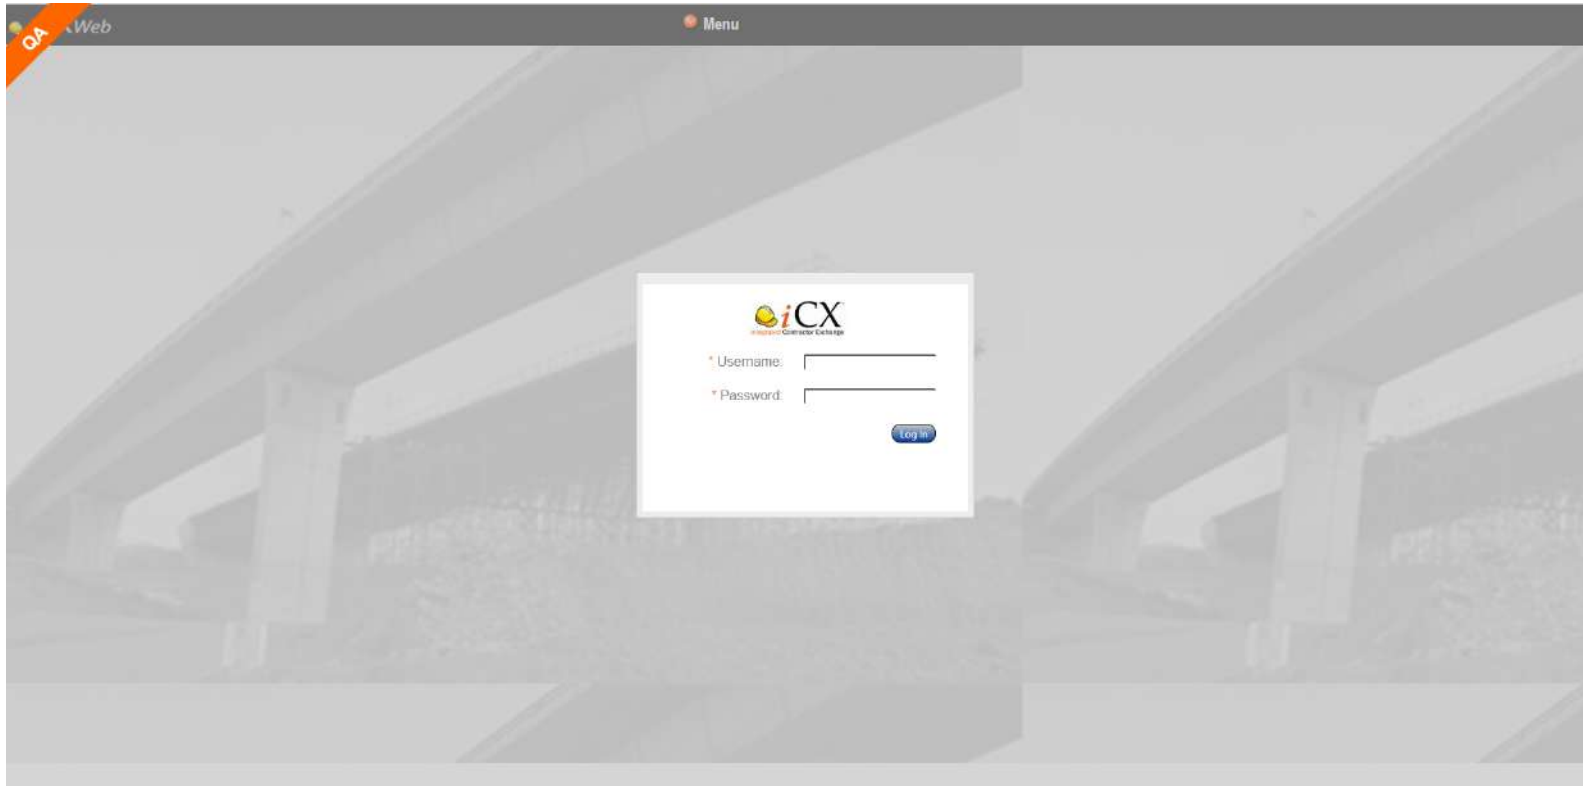 QA
Web
Menu
iCX
Integrated Contractor Exchange
* Username:
* Password:
Log In